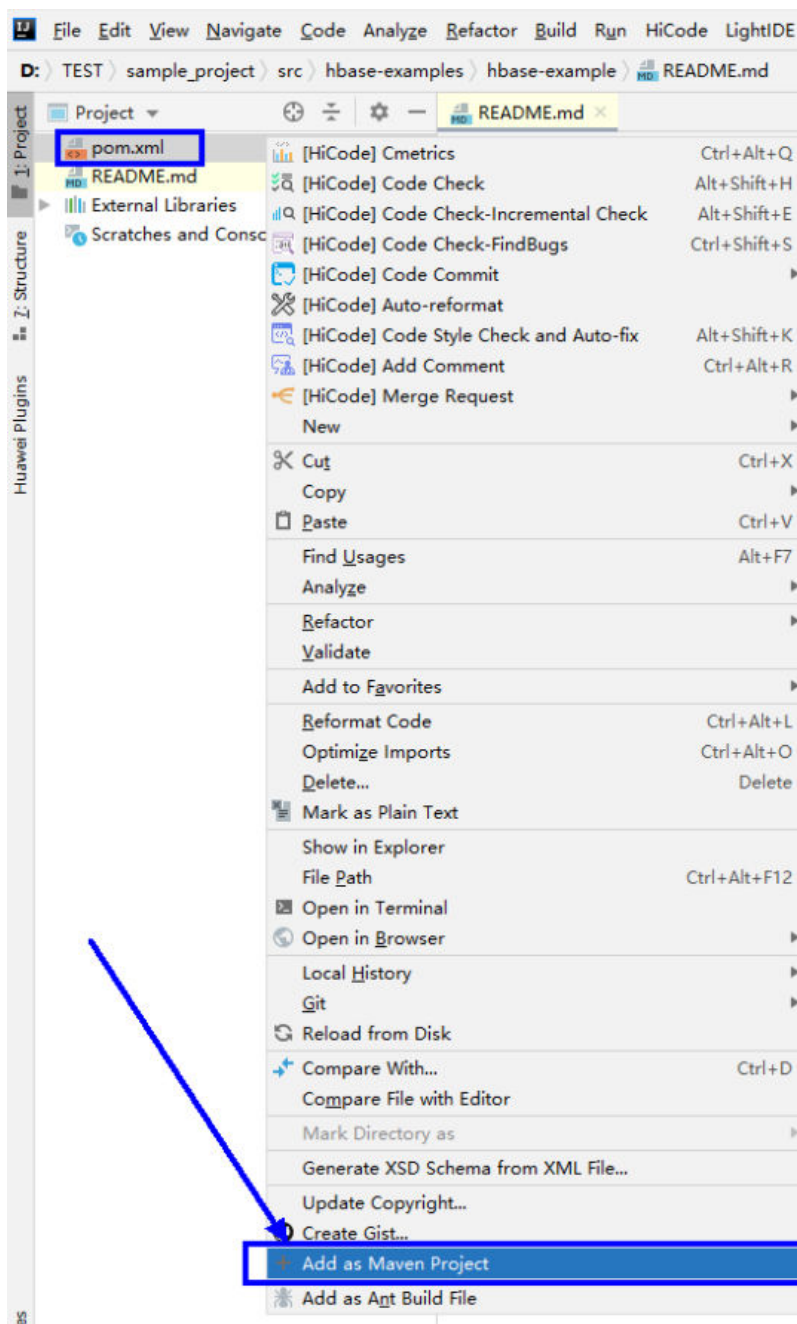 File Edit View Navigate Code Analyze Refactor Build Run HiCode LightIDE
D: TEST sample_project src hbase-examples hbase-example README.md
Project
README.md
1: Project
pom.xml
README.md
External Libraries
Scratches and Consc
7: Structure
Huawei Plugins
[HiCode] Cmetrics Ctrl+Alt+Q
[HiCode] Code Check Alt+Shift+H
[HiCode] Code Check-Incremental Check Alt+Shift+E
[HiCode] Code Check-FindBugs Ctrl+Shift+S
[HiCode] Code Commit
[HiCode] Auto-reformat
[HiCode] Code Style Check and Auto-fix Alt+Shift+K
[HiCode] Add Comment Ctrl+Alt+R
[HiCode] Merge Request
New
Cut Ctrl+X
Copy
Paste Ctrl+V
Find Usages Alt+F7
Analyze
Refactor
Validate
Add to Favorites
Reformat Code Ctrl+Alt+L
Optimize Imports Ctrl+Alt+O
Delete... Delete
Mark as Plain Text
Show in Explorer
File Path Ctrl+Alt+F12
Open in Terminal
Open in Browser
Local History
Git
Reload from Disk
Compare With... Ctrl+D
Compare File with Editor
Mark Directory as
Generate XSD Schema from XML File...
Update Copyright...
Create Gist...
Add as Maven Project
Add as Ant Build File